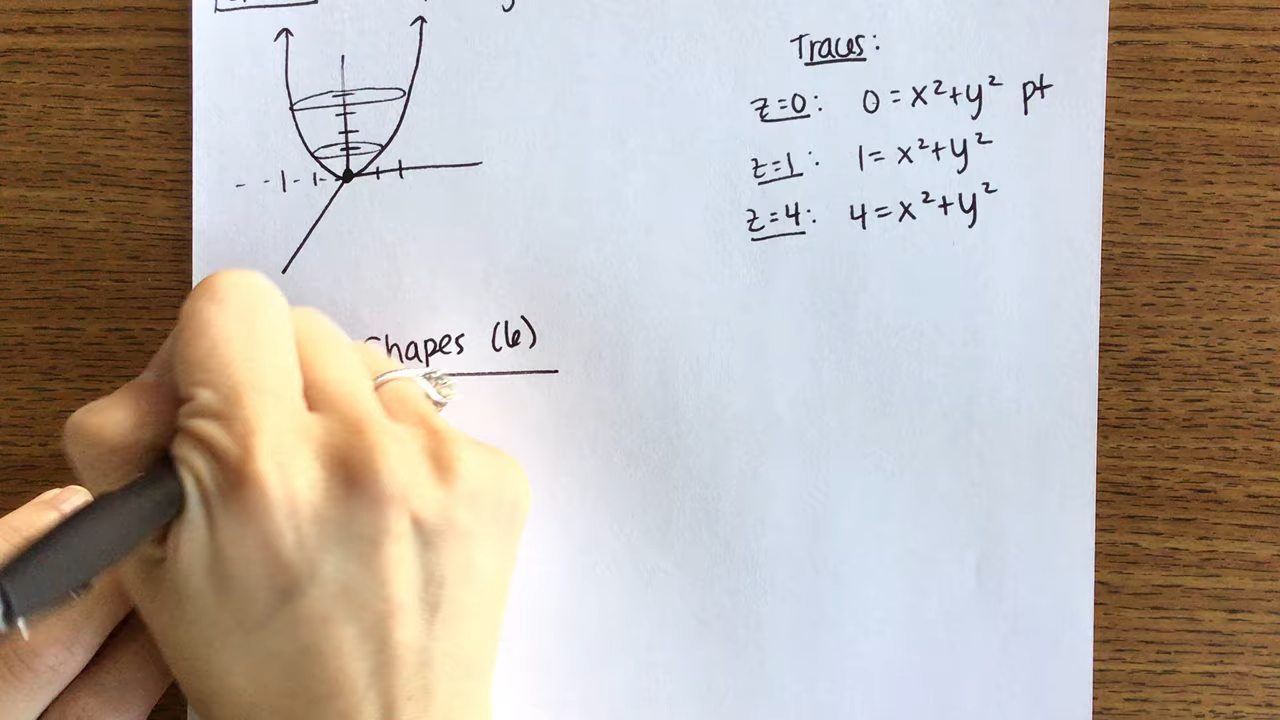 Traces:
z=0: 0=x²+y² pt
z=1: 1=x²+y²
z=4: 4=x²+y²
Shapes (6)